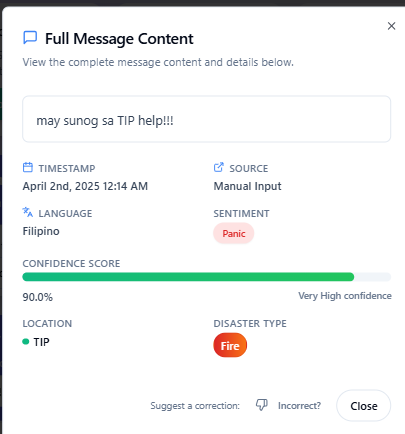 Full Message Content
View the complete message content and details below.
may sunog sa TIP help!!!
TIMESTAMP
SOURCE
April 2nd, 2025 12:14 AM
Manual Input
LANGUAGE
SENTIMENT
Filipino
Panic
CONFIDENCE SCORE
90.0%
Very High confidence
LOCATION
DISASTER TYPE
TIP
Fire
Suggest a correction:
Incorrect?
Close